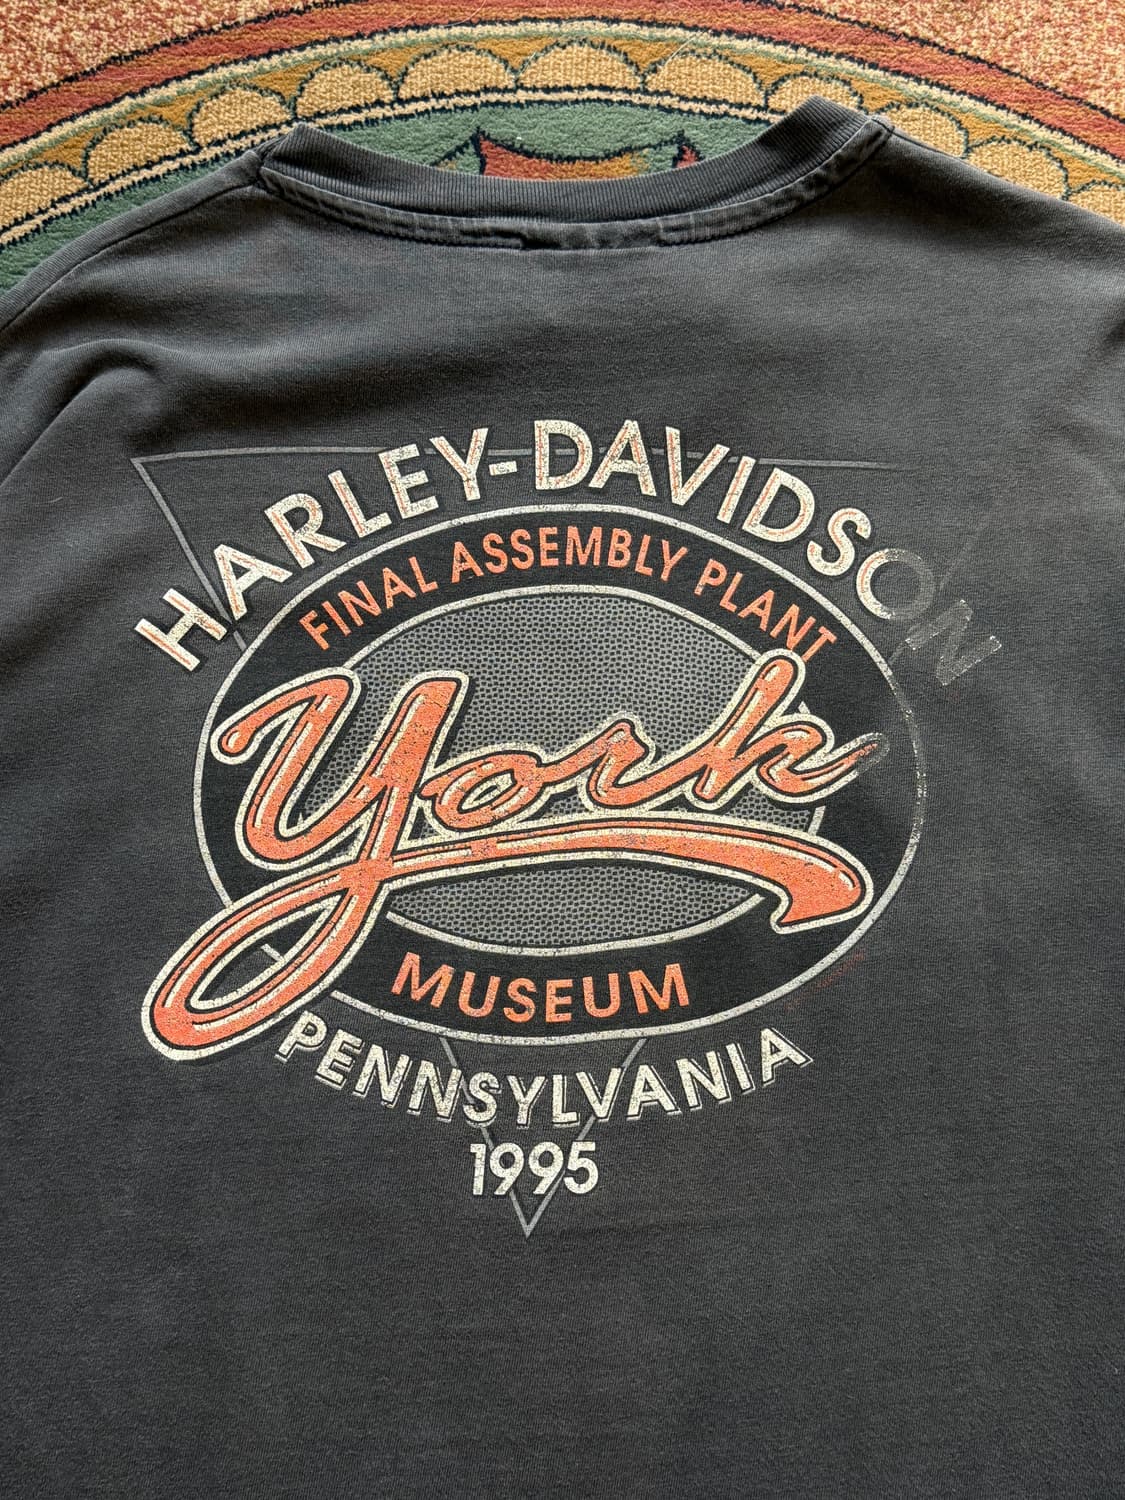 HARLEY-DAVIDSON
FINAL ASSEMBLY PLANT
York
MUSEUM
PENNSYLVANIA
1995